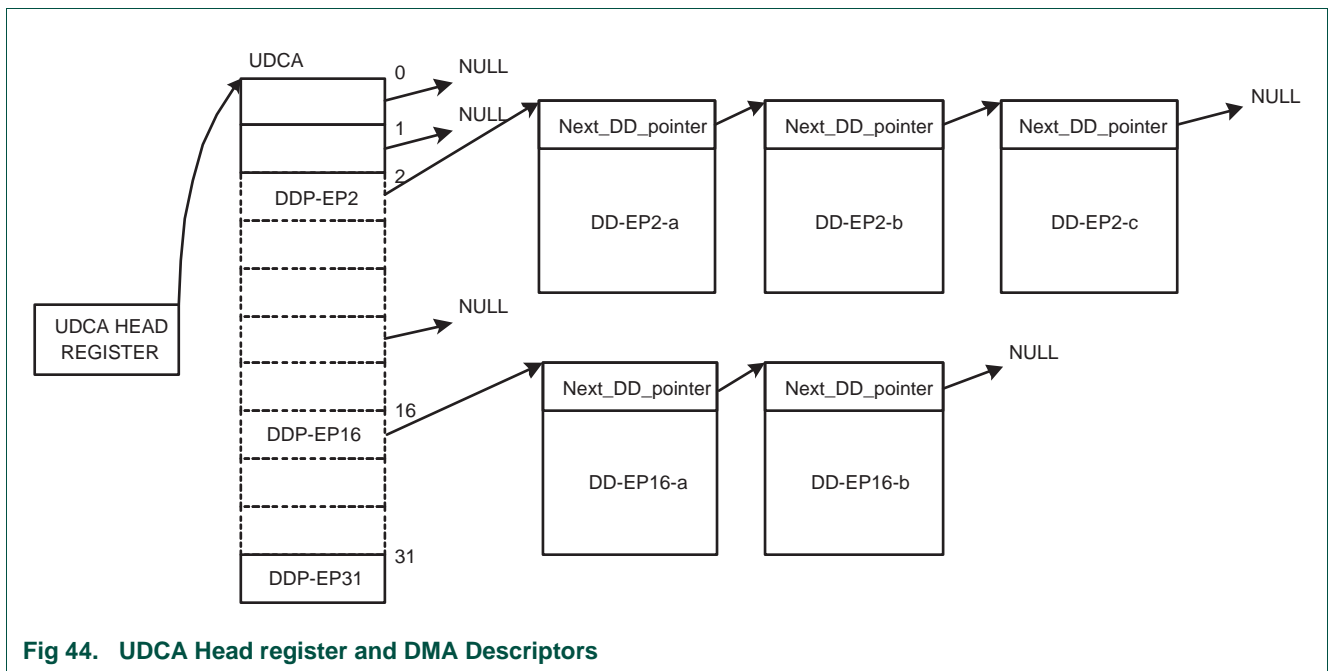 UDCA
0
NULL
NULL
1
2
DDP-EP2
Next_DD_pointer
Next_DD_pointer
Next_DD_pointer
NULL
DD-EP2-a
DD-EP2-b
DD-EP2-c
UDCA HEAD
REGISTER
NULL
16
DDP-EP16
Next_DD_pointer
Next_DD_pointer
NULL
DD-EP16-a
DD-EP16-b
31
DDP-EP31
Fig 44. UDCA Head register and DMA Descriptors